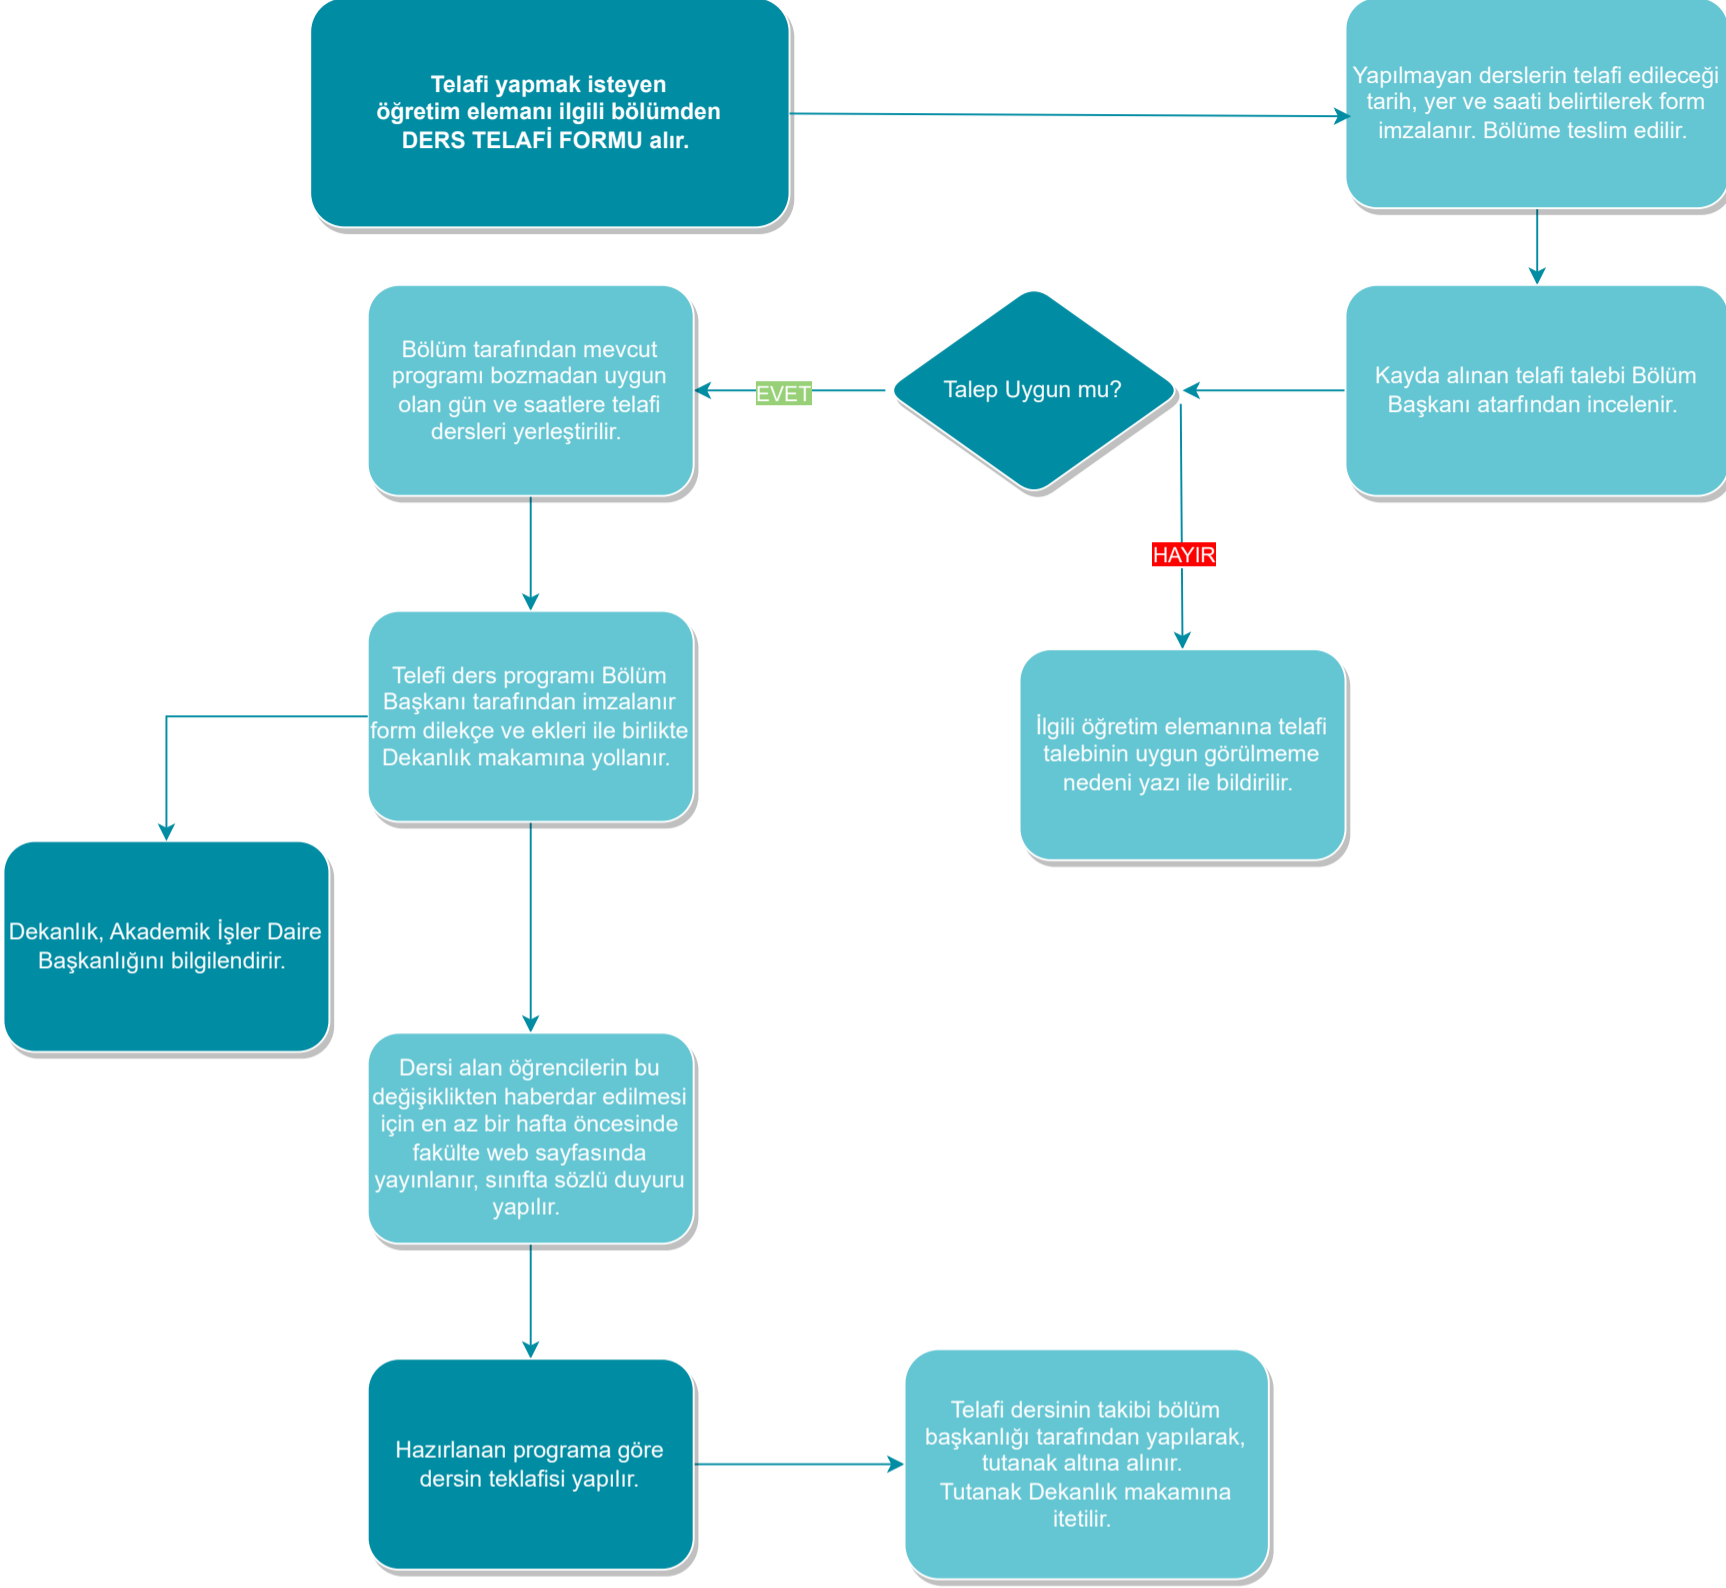 Telafi yapmak isteyen
öğretim elemanı ilgili bölümden
DERS TELAFİ FORMU alır.
Yapılmayan derslerin telafi edileceği
tarih, yer ve saati belirtilerek form
imzalanır. Bölüme teslim edilir.
Kayda alınan telafi talebi Bölüm
Başkanı atarfından incelenir.
Talep Uygun mu?
EVET
Bölüm tarafından mevcut
programı bozmadan uygun
olan gün ve saatlere telafi
dersleri yerleştirilir.
HAYIR
İlgili öğretim elemanına telafi
talebinin uygun görülmeme
nedeni yazı ile bildirilir.
Telefi ders programı Bölüm
Başkanı tarafından imzalanır
form dilekçe ve ekleri ile birlikte
Dekanlık makamına yollanır.
Dekanlık, Akademik İşler Daire
Başkanlığını bilgilendirir.
Dersi alan öğrencilerin bu
değişiklikten haberdar edilmesi
için en az bir hafta öncesinde
fakülte web sayfasında
yayınlanır, sınıfta sözlü duyuru
yapılır.
Hazırlanan programa göre
dersin teklafisi yapılır.
Telafi dersinin takibi bölüm
başkanlığı tarafından yapılarak,
tutanak altına alınır.
Tutanak Dekanlık makamına
itetilir.